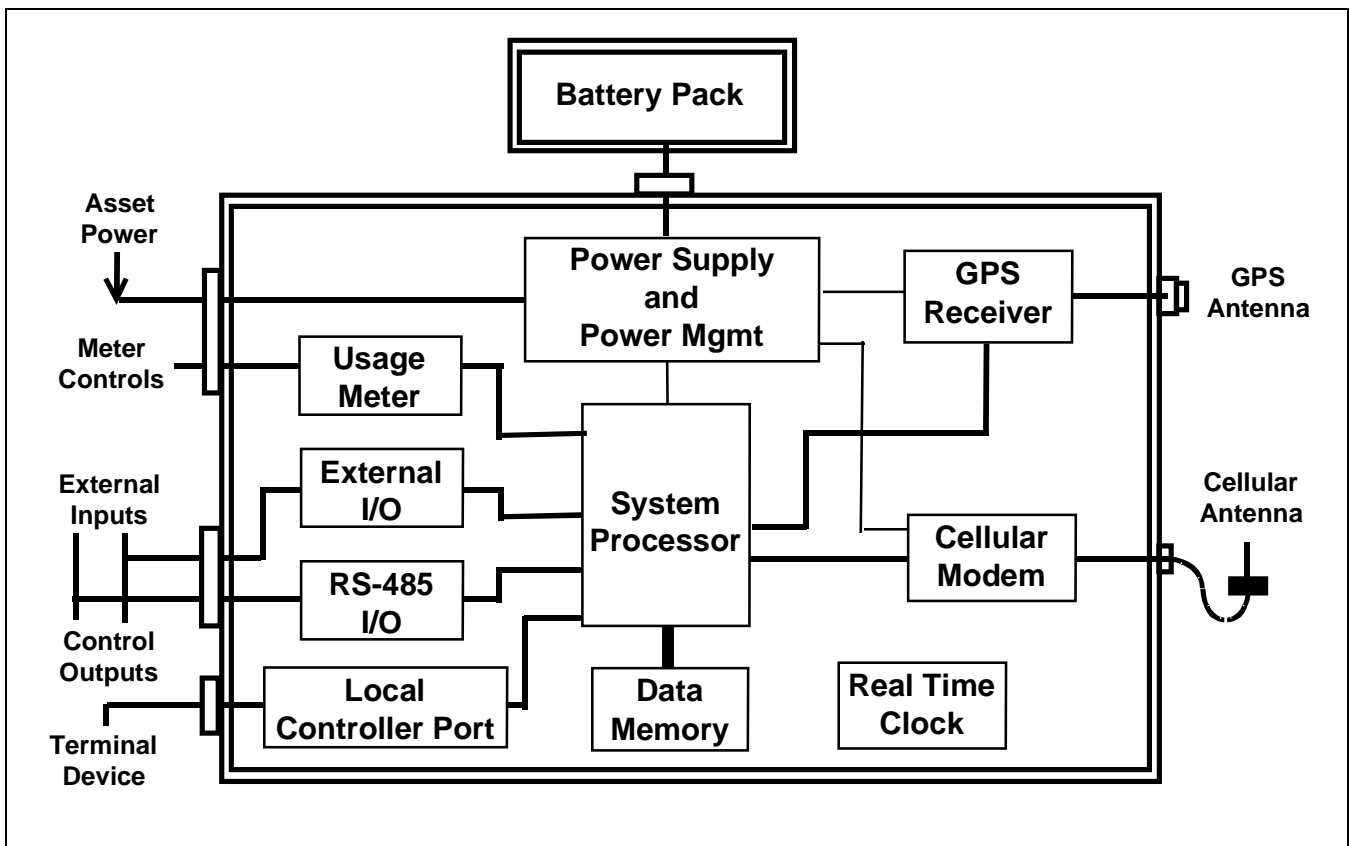 Battery Pack
Asset
Power
Power Supply
and
Power Mgmt
GPS
Receiver
GPS
Antenna
Meter
Controls
Usage
Meter
External
Inputs
External
I/O
System
Processor
Cellular
Antenna
Cellular
Modem
RS-485
I/O
Control
Outputs
Local
Controller Port
Data
Memory
Real Time
Clock
Terminal
Device